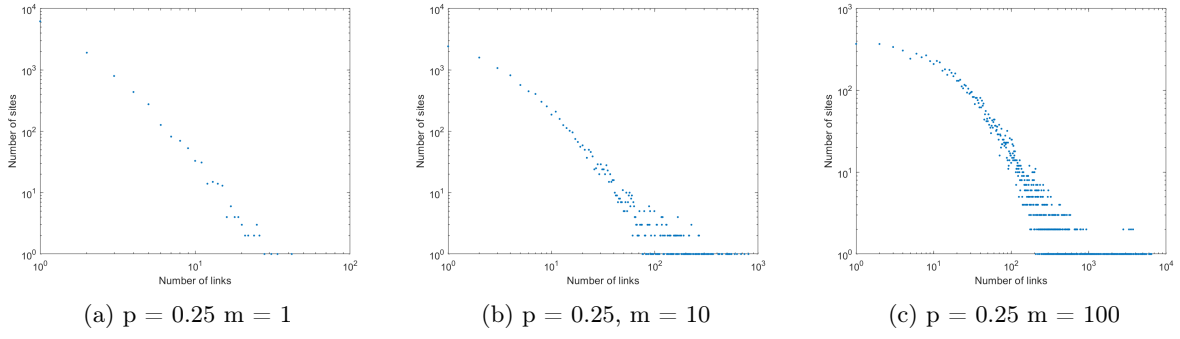 10^4
10^3
10^2
10^1
10^0
Number of sites
10^0 10^1 10^2
Number of links
(a) p = 0.25 m = 1
10^4
10^3
10^2
10^1
10^0
Number of sites
10^0 10^1 10^2 10^3
Number of links
(b) p = 0.25, m = 10
10^3
10^2
10^1
10^0
Number of sites
10^0 10^1 10^2 10^3 10^4
Number of links
(c) p = 0.25 m = 100